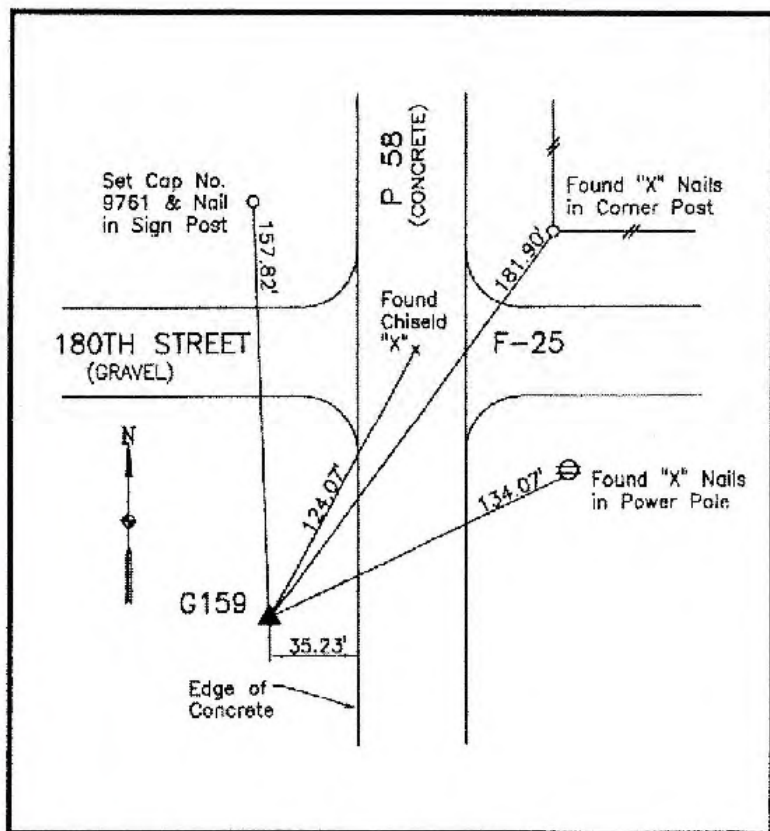 P 58
(CONCRETE)
Set Cap No.
9761 & Nail
in Sign Post
Found "X" Nails
in Corner Post
157.82'
181.90'
Found
Chiseld
"X"
180TH STREET
(GRAVEL)
F-25
N
124.07'
134.07'
Found "X" Nails
in Power Pole
G159
35.23'
Edge of
Concrete